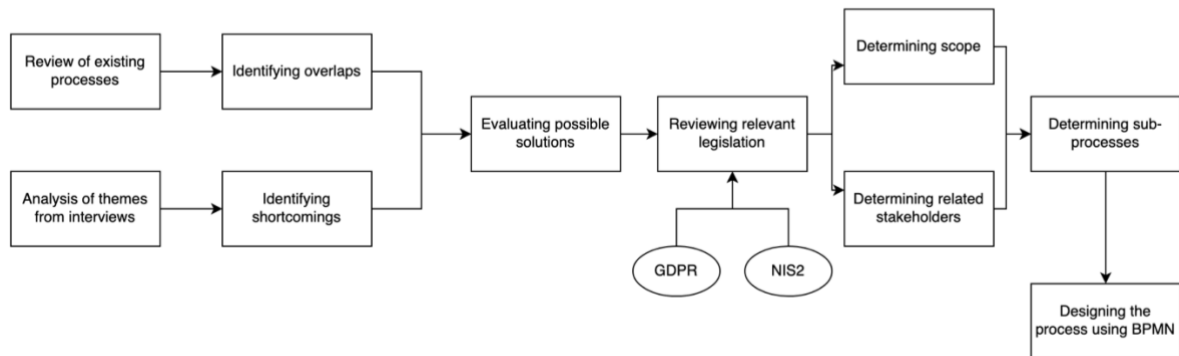 Review of existing
processes
Identifying overlaps
Analysis of themes
from interviews
Identifying
shortcomings
Evaluating possible
solutions
Reviewing relevant
legislation
GDPR
NIS2
Determining scope
Determining related
stakeholders
Determining sub-
processes
Designing the
process using BPMN